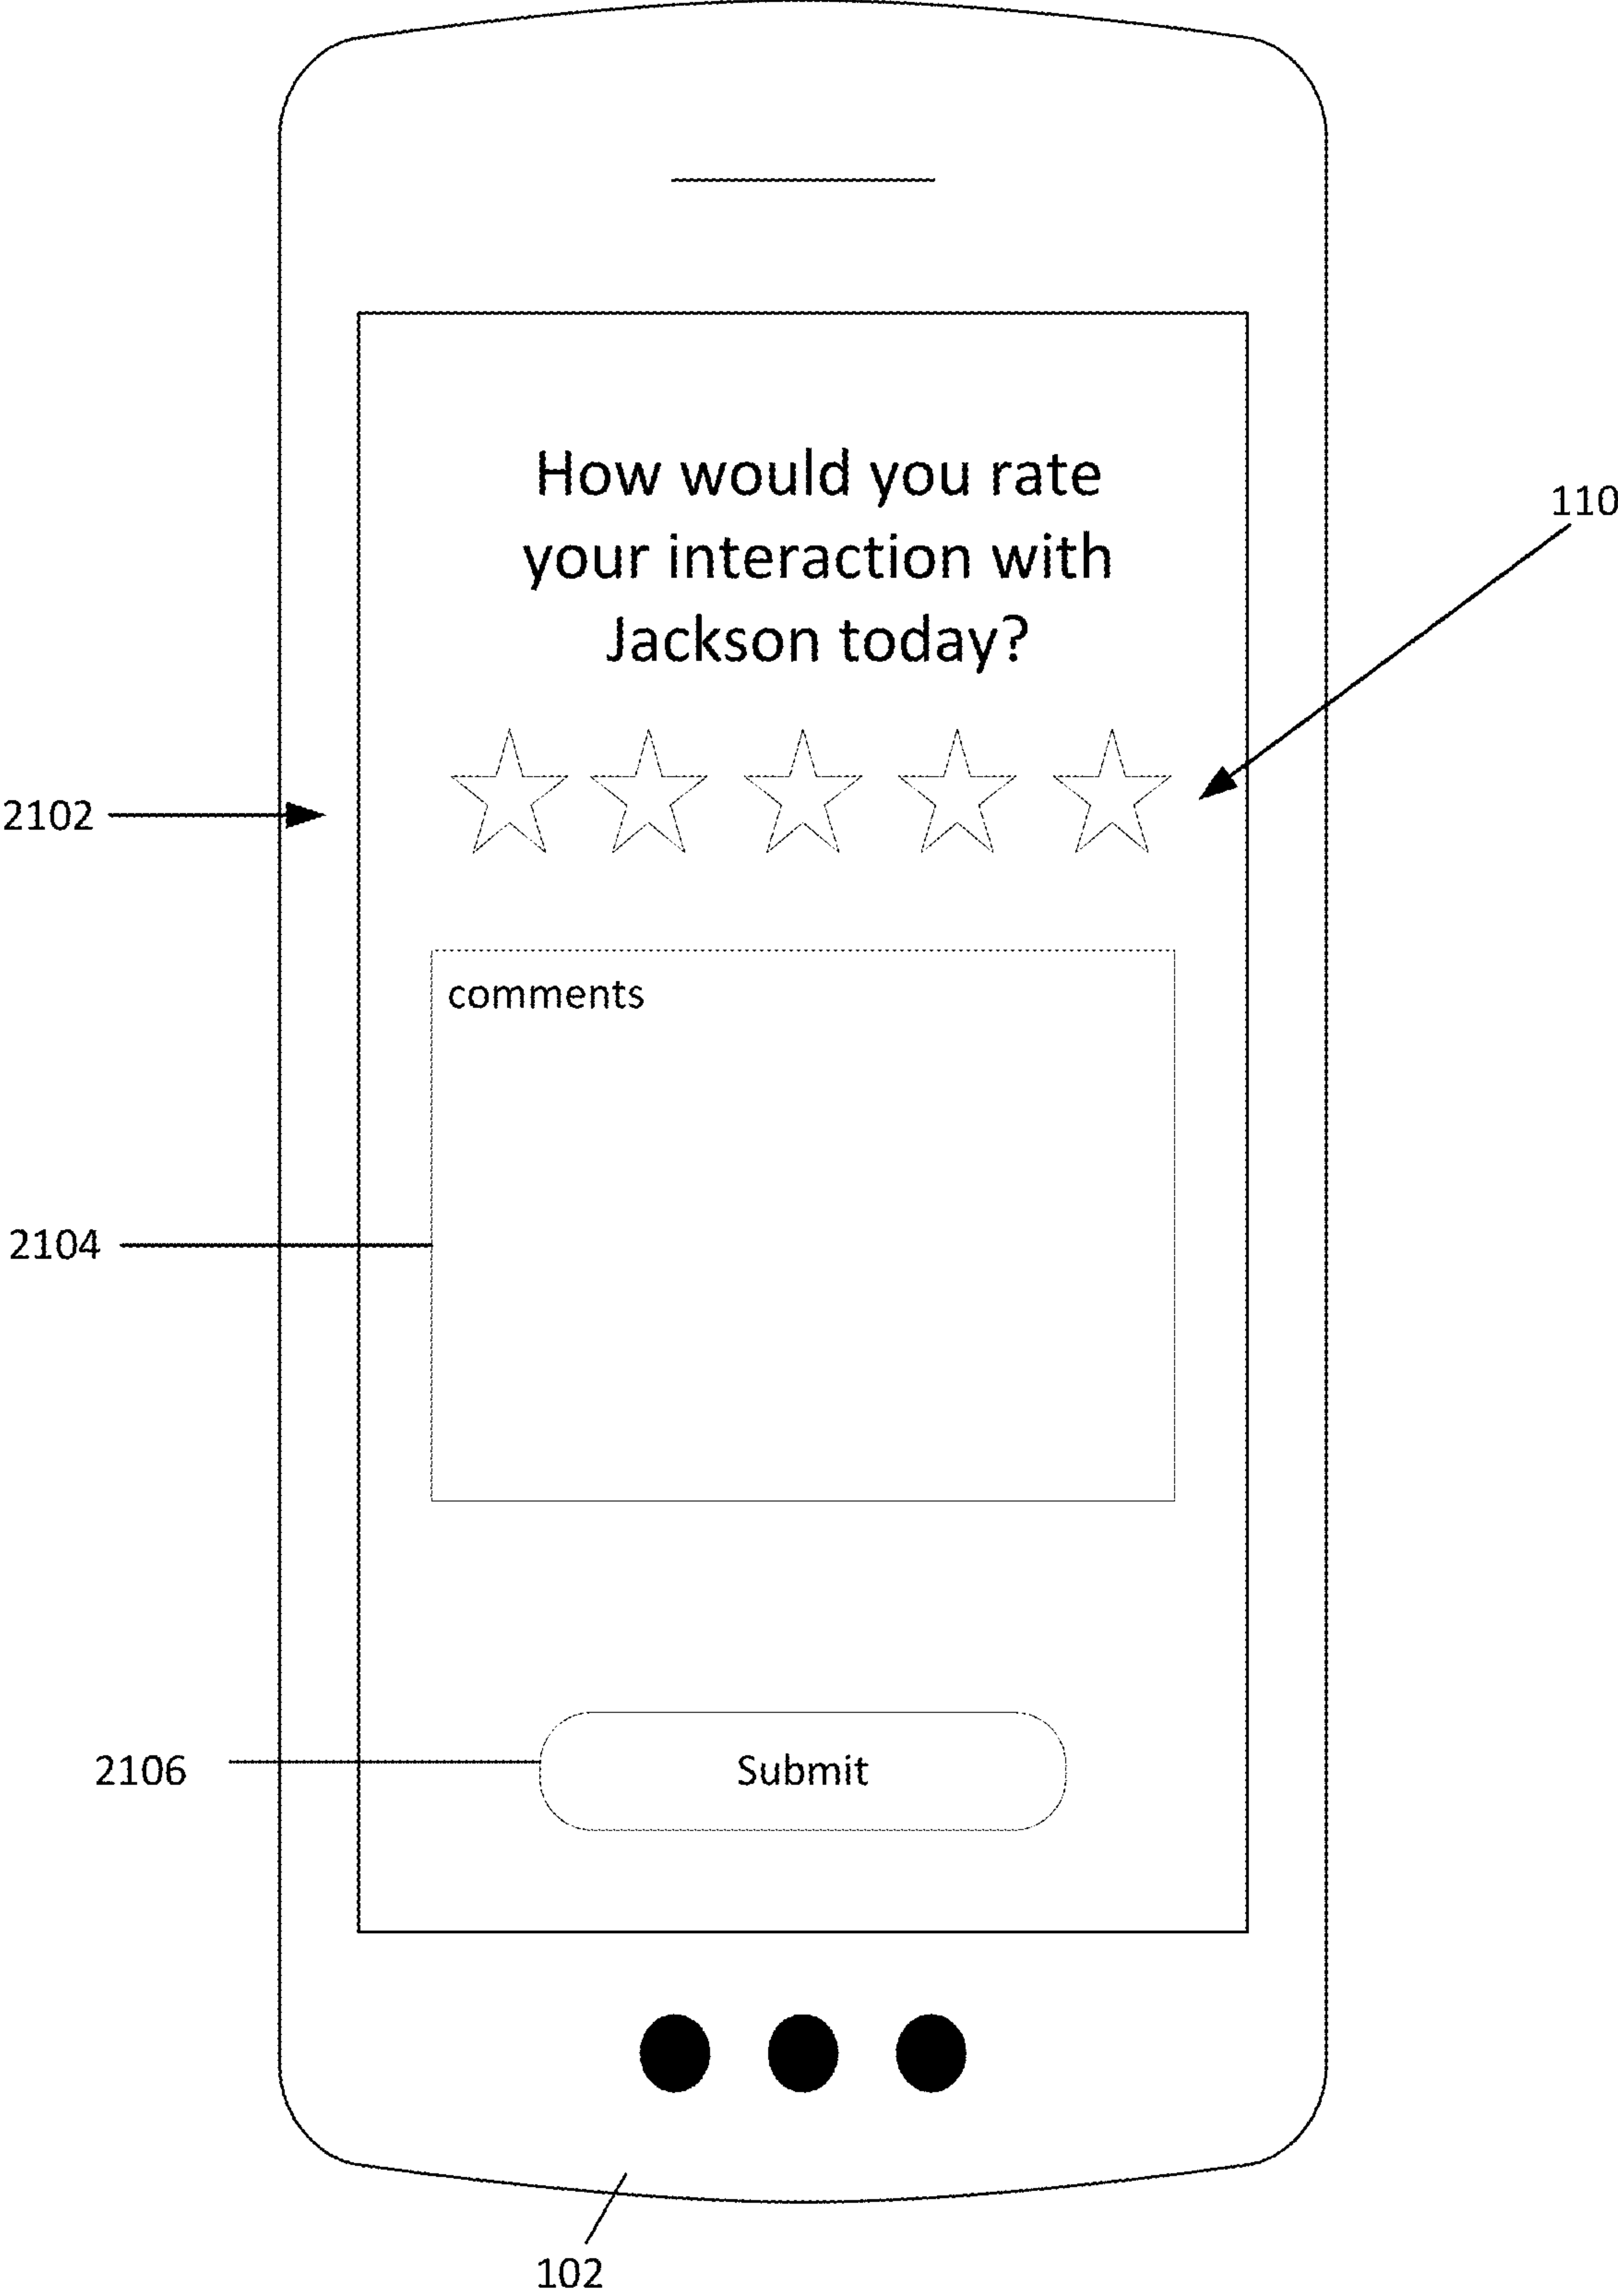 How would you rate
your interaction with
Jackson today?
110
2102
comments
2104
2106
Submit
102